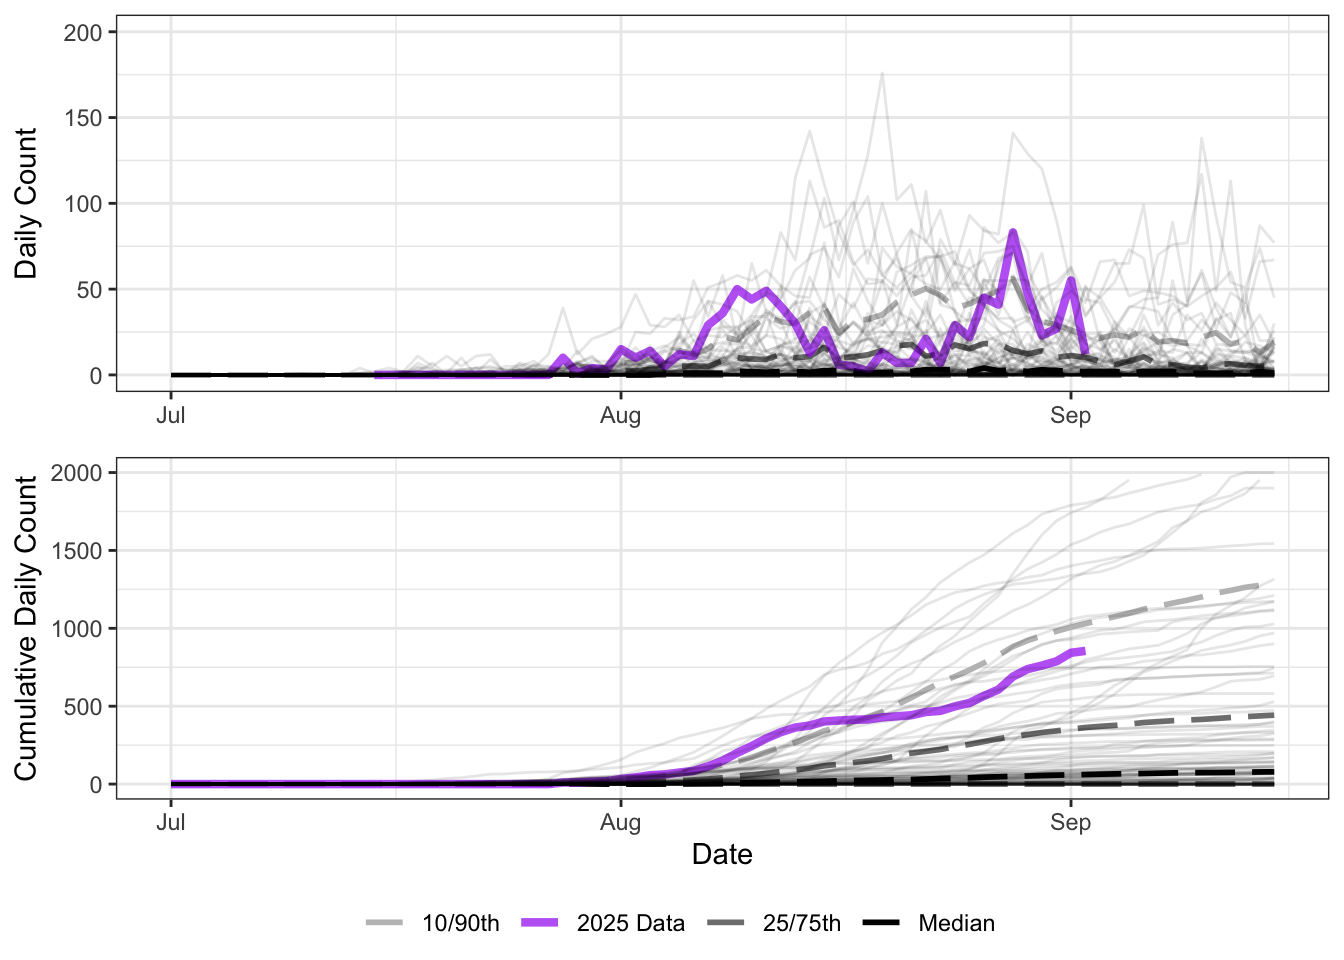 Daily Count
200
150
100
50
0
Jul Aug Sep
Cumulative Daily Count
2000
1500
1000
500
0
Jul Aug Sep
Date
10/90th 2025 Data 25/75th Median